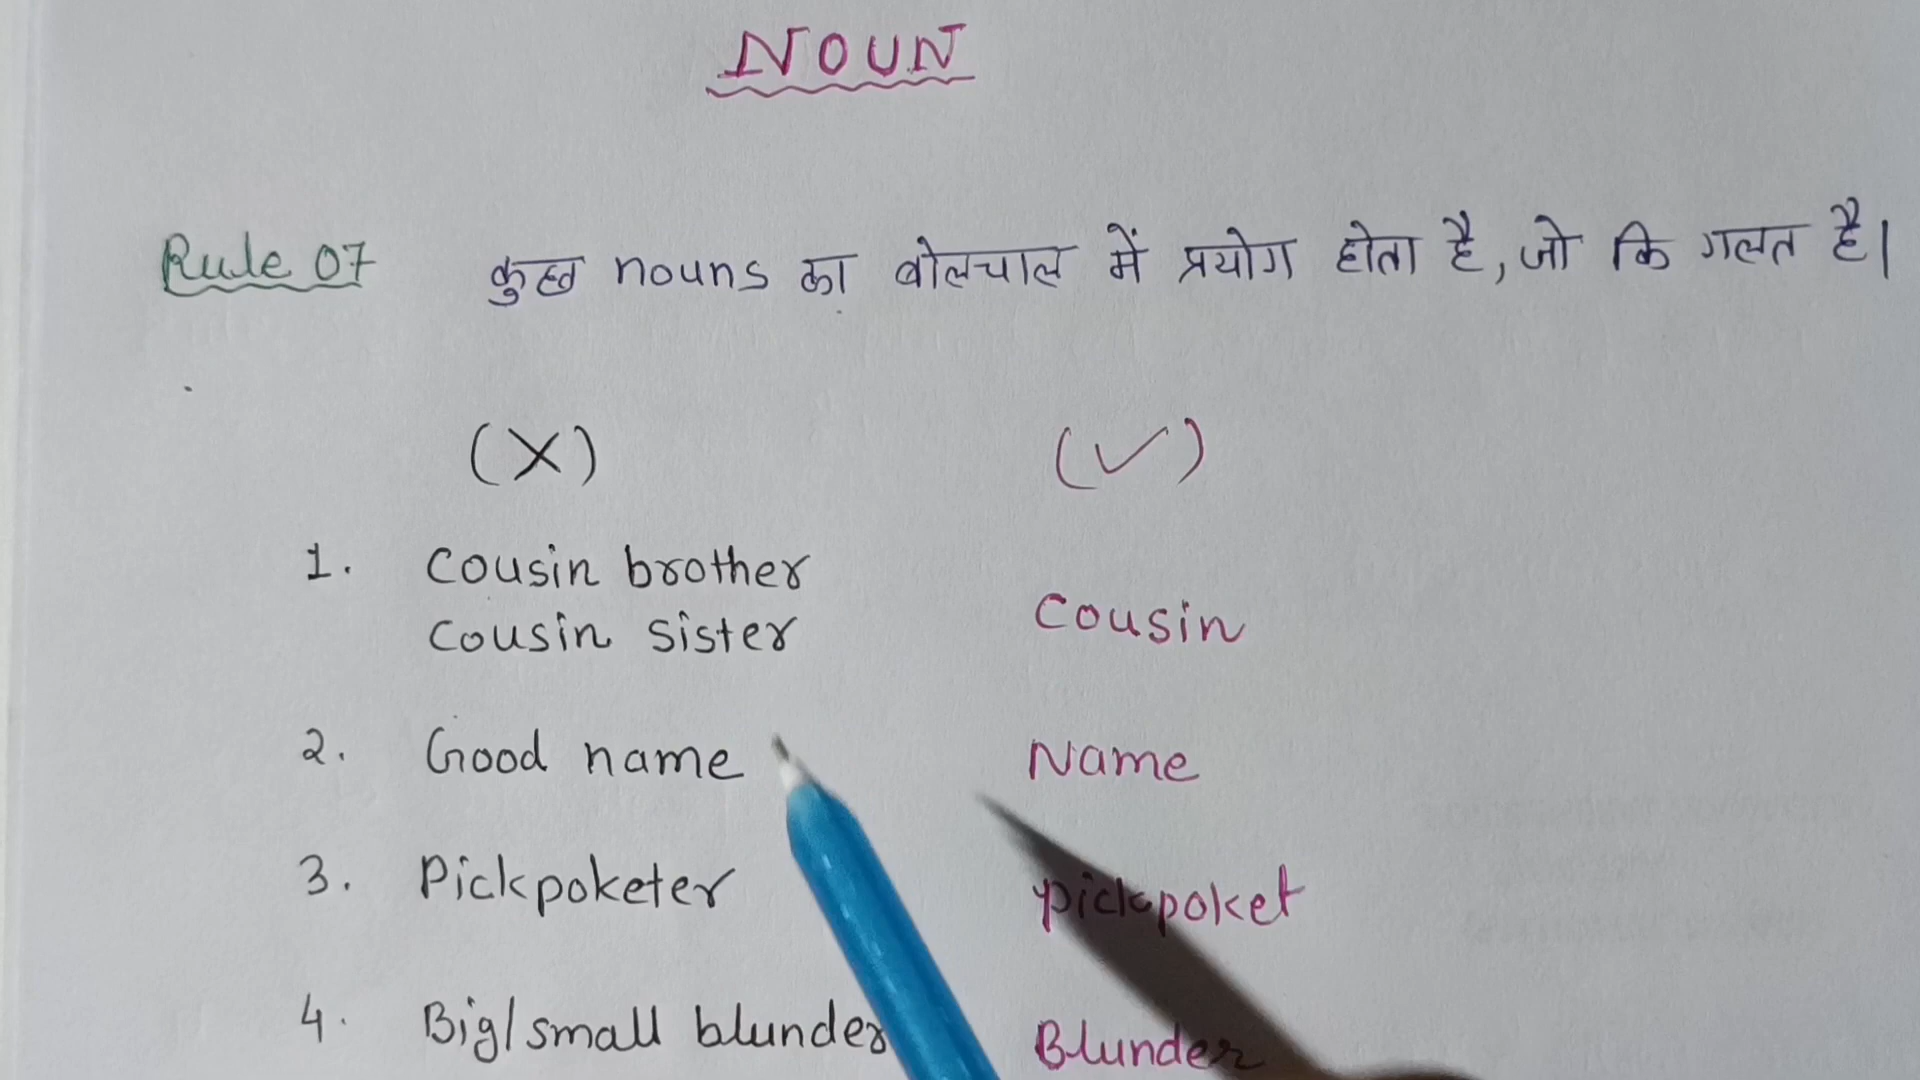 NOUN
Rule 07 कुछ nouns का बोलचाल में प्रयोग होता है, जो कि गलत है।
(X) (✓)
1. Cousin brother
Cousin sister Cousin
2. Good name Name
3. Pickpoketer Pickpoket
4. Big/small blunder Blunder